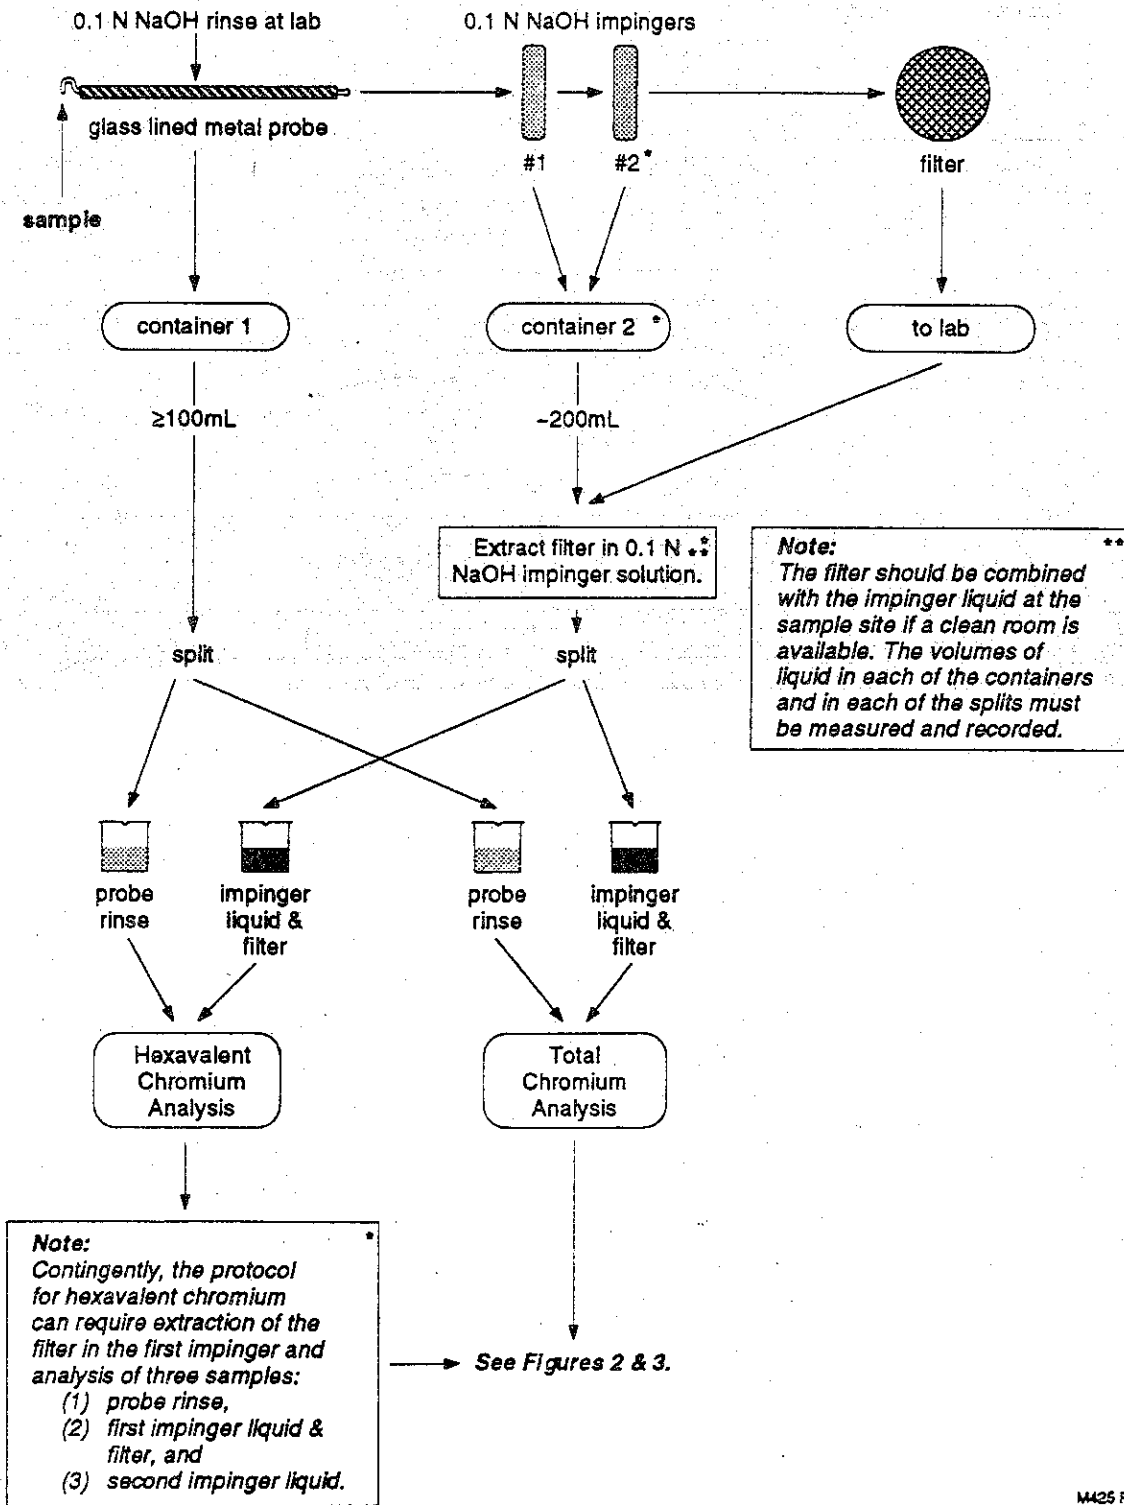 0.1 N NaOH rinse at lab
0.1 N NaOH impingers
glass lined metal probe
#1
#2 *
filter
sample
container 1
container 2 *
to lab
≥100mL
~200mL
Extract filter in 0.1 N ***
NaOH impinger solution.
Note: **
The filter should be combined
with the impinger liquid at the
sample site if a clean room is
available. The volumes of
liquid in each of the containers
and in each of the splits must
be measured and recorded.
split
split
probe
rinse
impinger
liquid &
filter
probe
rinse
impinger
liquid &
filter
Hexavalent
Chromium
Analysis
Total
Chromium
Analysis
Note: *
Contingently, the protocol
for hexavalent chromium
can require extraction of the
filter in the first impinger and
analysis of three samples:
(1) probe rinse,
(2) first impinger liquid &
filter, and
(3) second impinger liquid.
See Figures 2 & 3.
M425